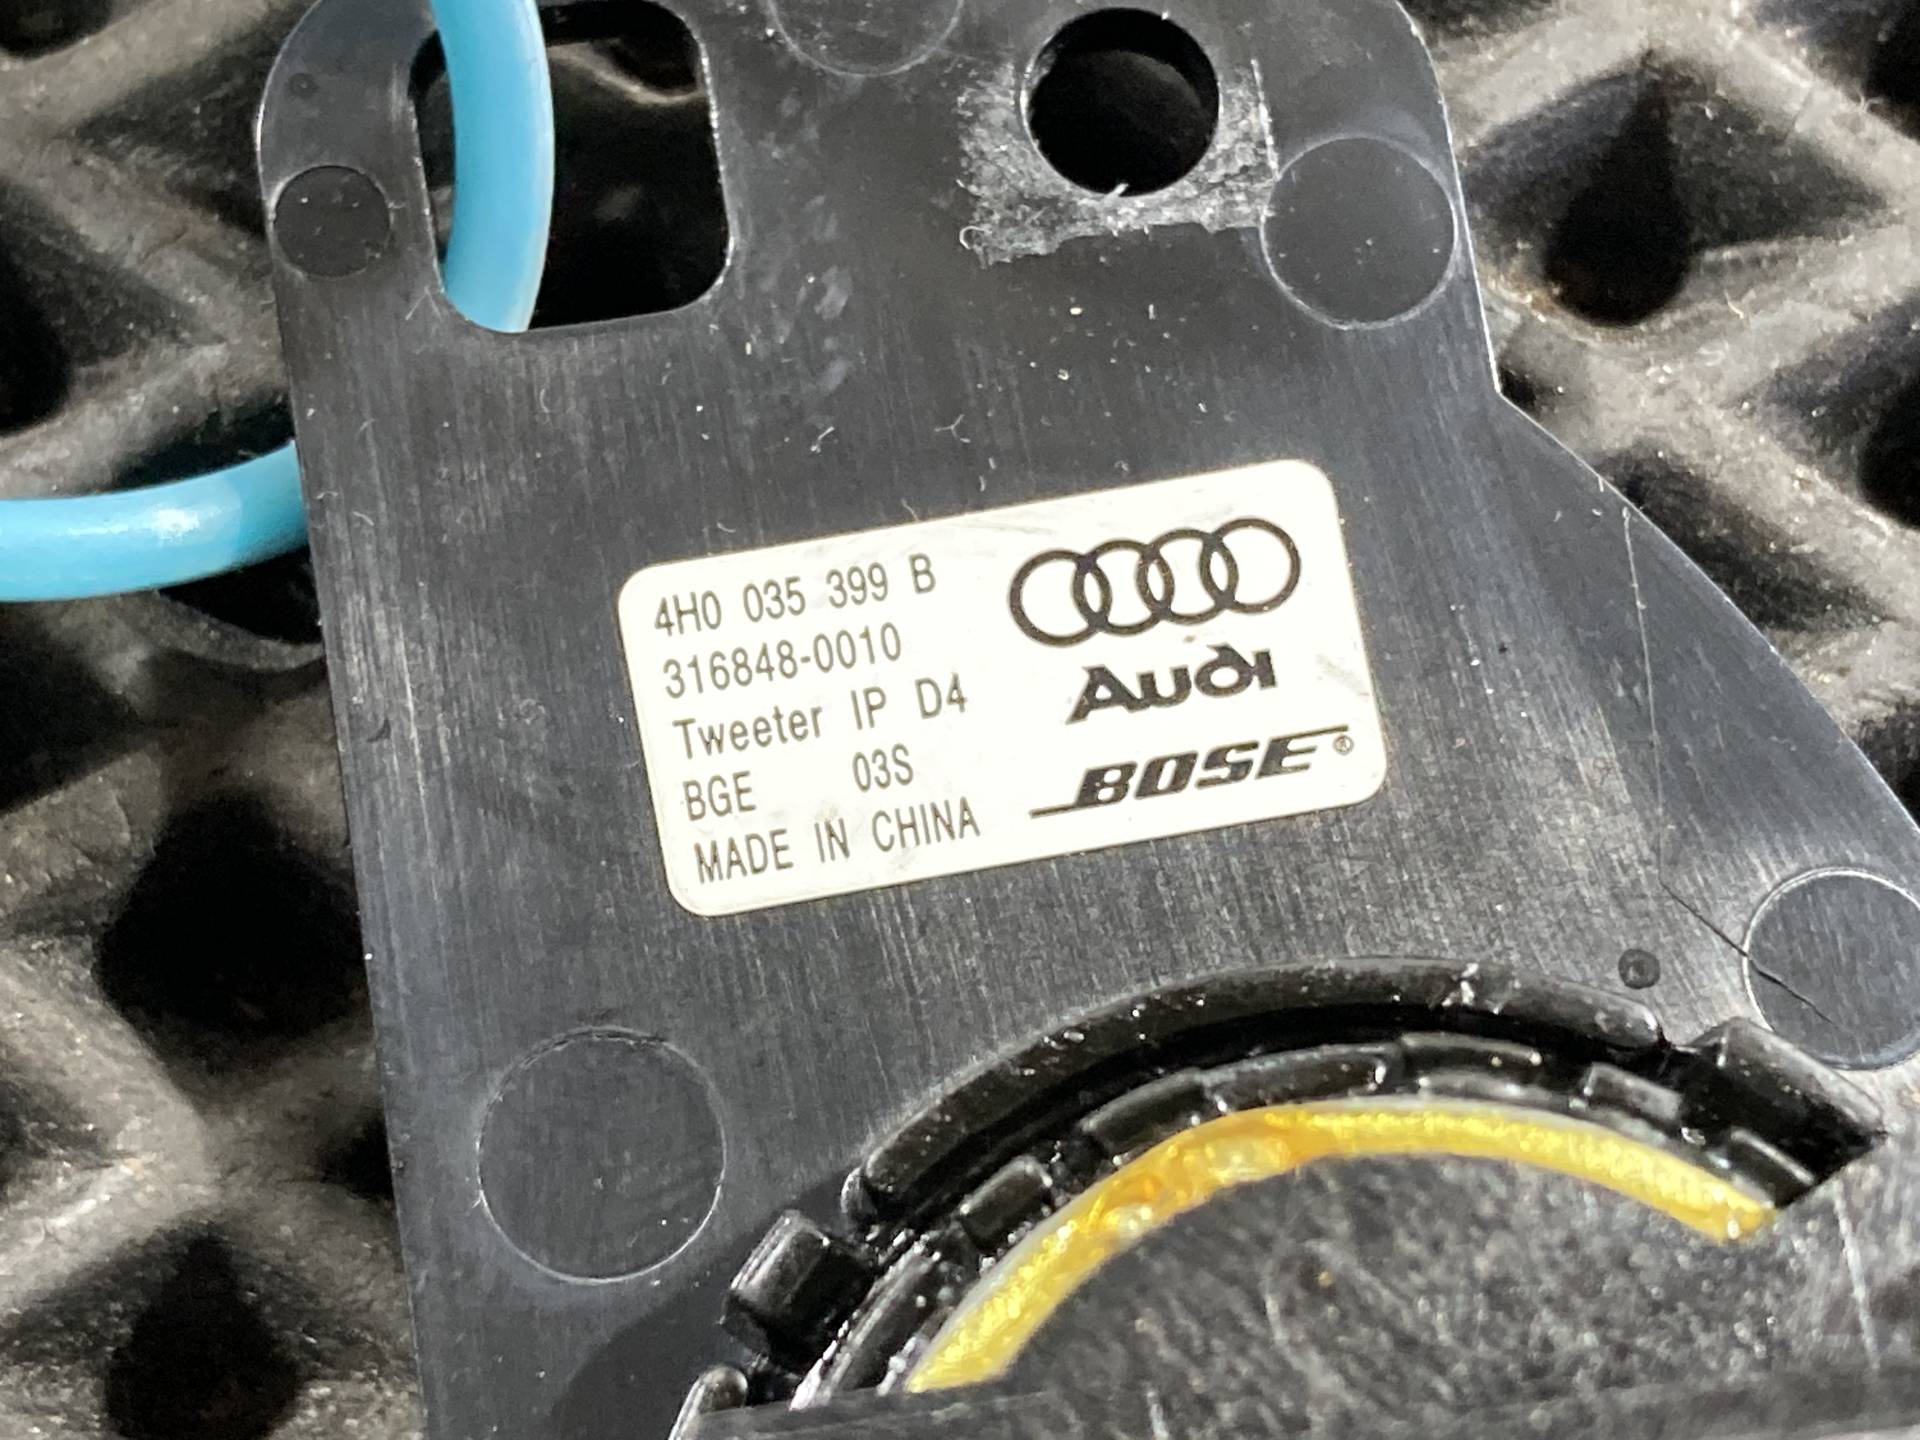 4H0 035 399 B
316848-0010
Tweeter IP D4
BGE 03S
MADE IN CHINA
Audi
BOSE®